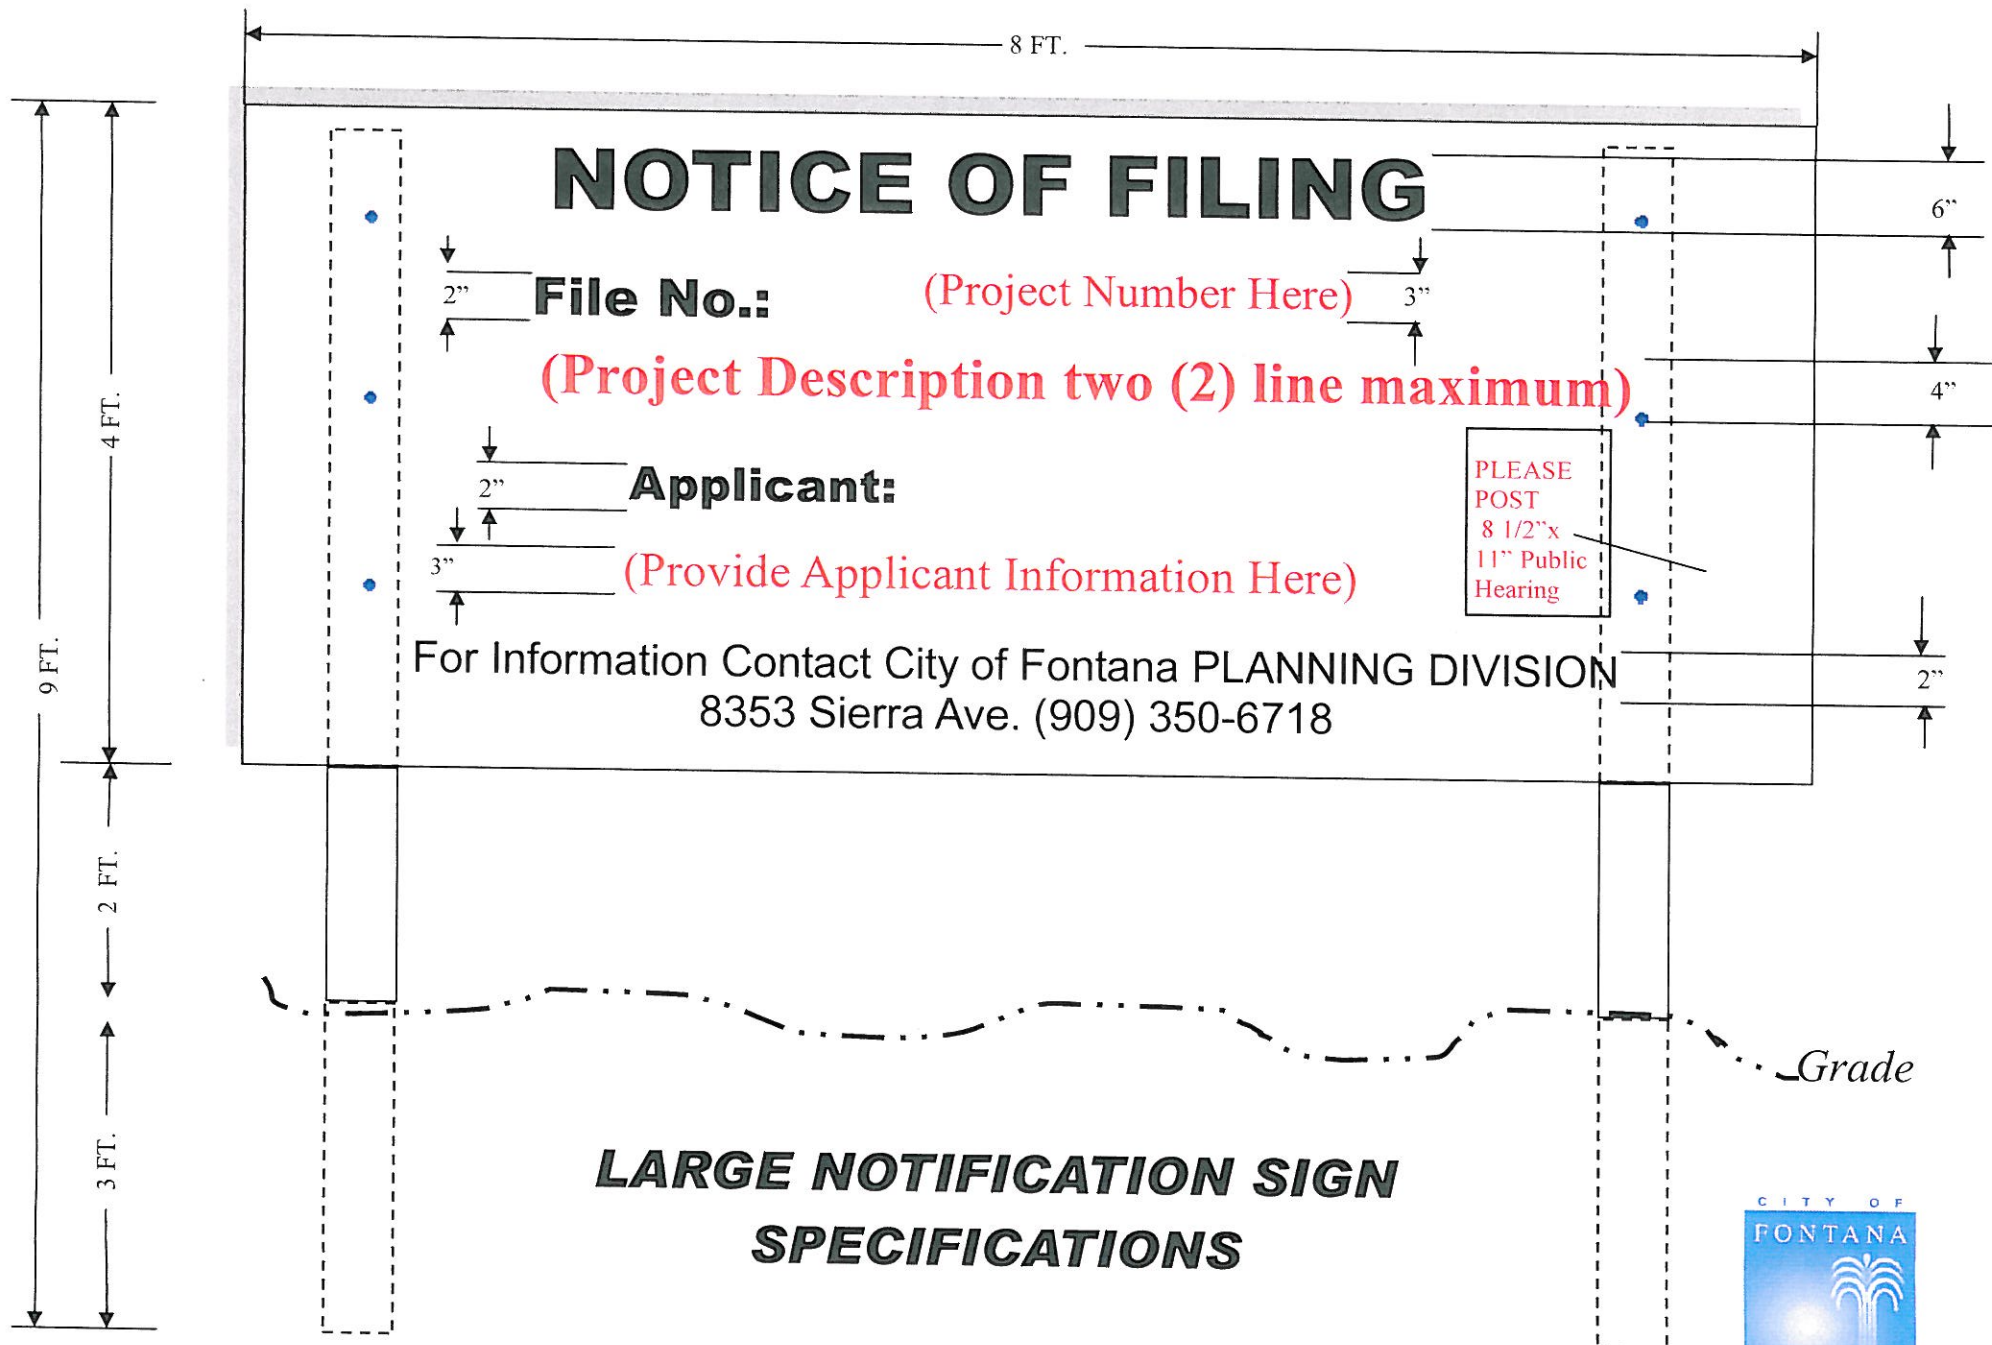 8 FT.
NOTICE OF FILING
6”
2”
File No.:
(Project Number Here)
3”
(Project Description two (2) line maximum)
4”
4 FT.
9 FT.
2”
Applicant:
PLEASE
POST
8 1/2”x
11” Public
Hearing
3”
(Provide Applicant Information Here)
For Information Contact City of Fontana PLANNING DIVISION
8353 Sierra Ave. (909) 350-6718
2”
2 FT.
Grade
3 FT.
LARGE NOTIFICATION SIGN
SPECIFICATIONS
CITY OF
FONTANA